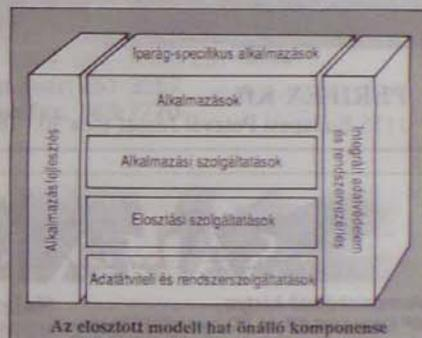 Iparág-specifikus alkalmazások
Alkalmazások
Alkalmazási szolgáltatások
Elosztási szolgáltatások
Adatátviteli és rendszerszolgáltatások
Alkalmazásfejlesztés
Integrált adatvédelem
és rendszervezérlés
Az elosztott modell hat önálló komponense